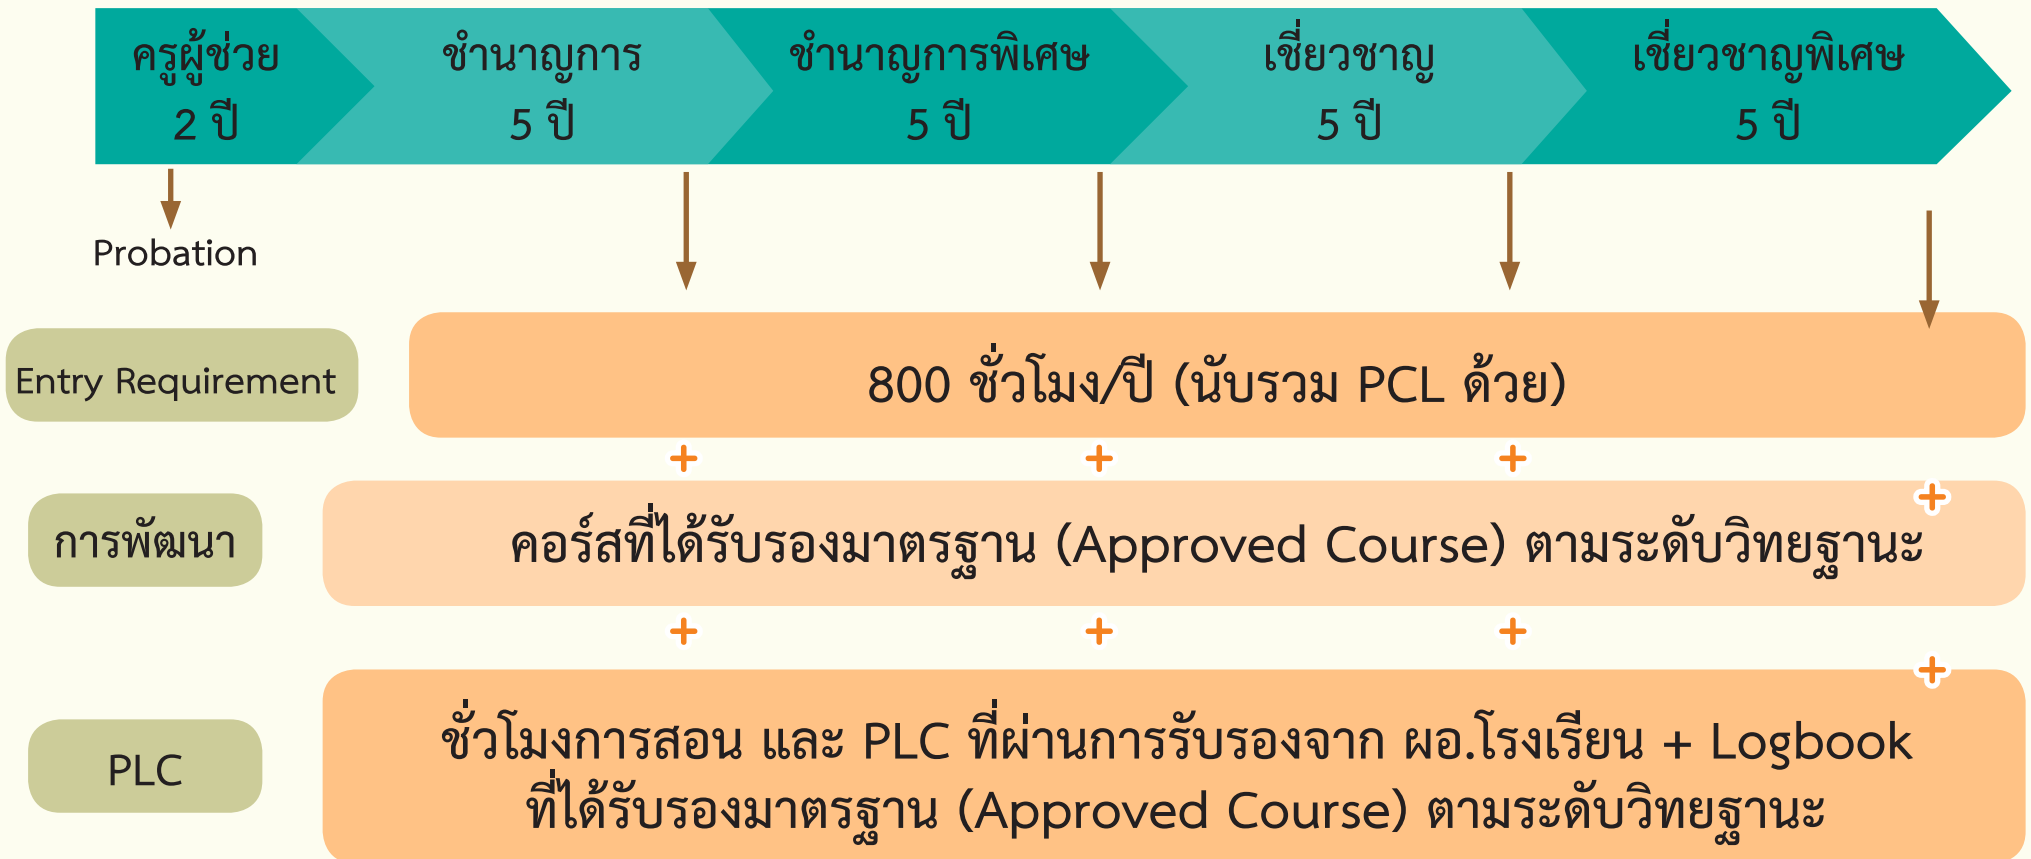 ครูผู้ช่วย
2 ปี
ชำนาญการ
5 ปี
ชำนาญการพิเศษ
5 ปี
เชี่ยวชาญ
5 ปี
เชี่ยวชาญพิเศษ
5 ปี
Probation
Entry Requirement
800 ชั่วโมง/ปี (นับรวม PCL ด้วย)
+ + + +
การพัฒนา
คอร์สที่ได้รับรองมาตรฐาน (Approved Course) ตามระดับวิทยฐานะ
+ + + +
PLC
ชั่วโมงการสอน และ PLC ที่ผ่านการรับรองจาก ผอ.โรงเรียน + Logbook
ที่ได้รับรองมาตรฐาน (Approved Course) ตามระดับวิทยฐานะ